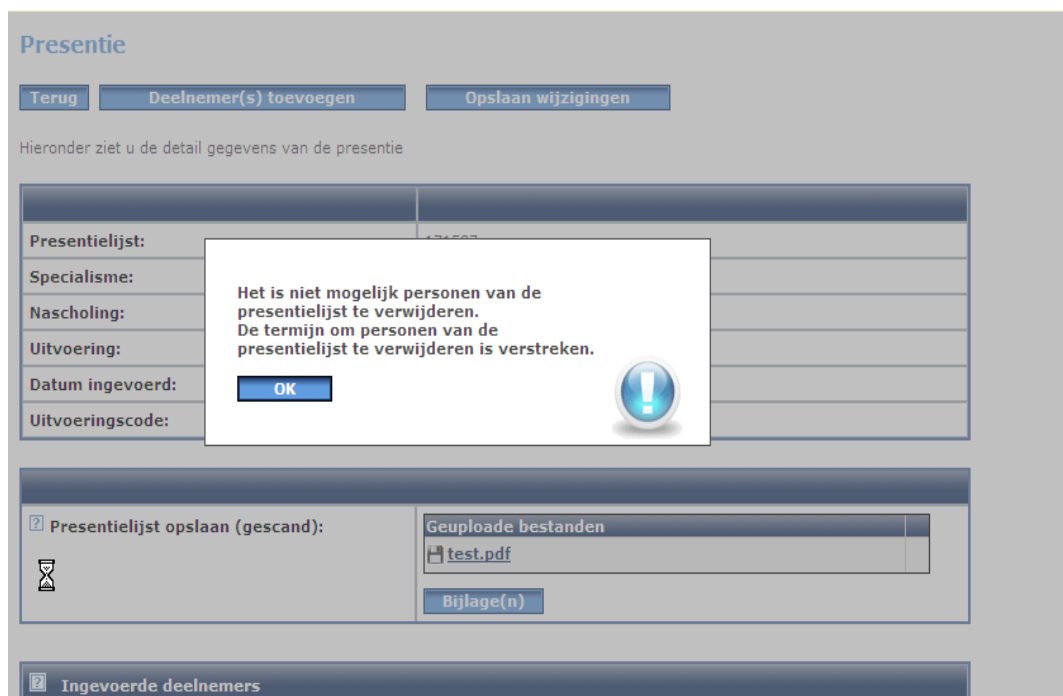 Presentie
Terug
Deelnemer(s) toevoegen
Opslaan wijzigingen
Hieronder ziet u de detail gegevens van de presentie
Presentielijst:
Specialisme:
Nascholing:
Uitvoering:
Datum ingevoerd:
Uitvoeringscode:
Het is niet mogelijk personen van de
presentielijst te verwijderen.
De termijn om personen van de
presentielijst te verwijderen is verstreken.
OK
Presentielijst opslaan (gescand):
Geuploade bestanden
test.pdf
Bijlage(n)
Ingevoerde deelnemers